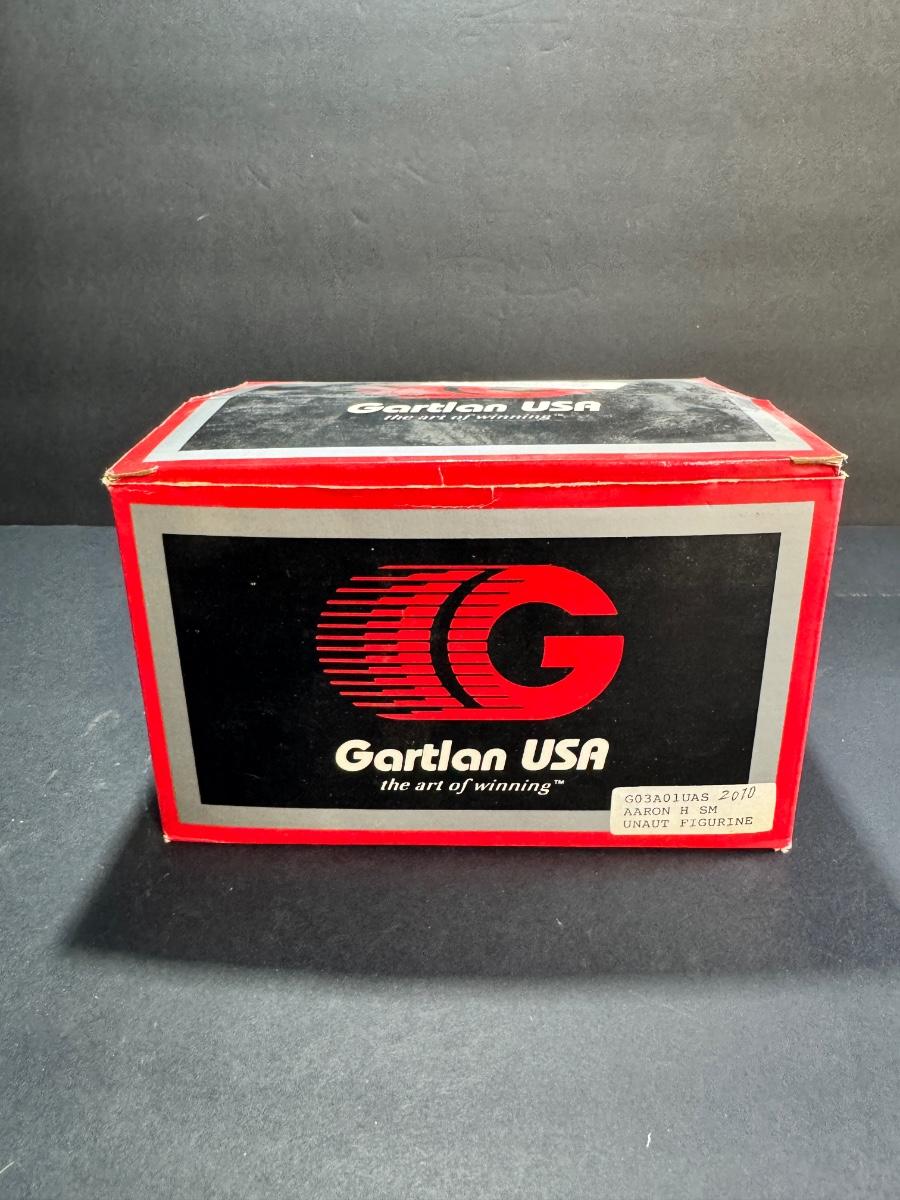 Gartlan USA
the art of winning™
G
Gartlan USA
the art of winning™
G03A01UAS 2010
AARON H SM
UNAUT FIGURINE